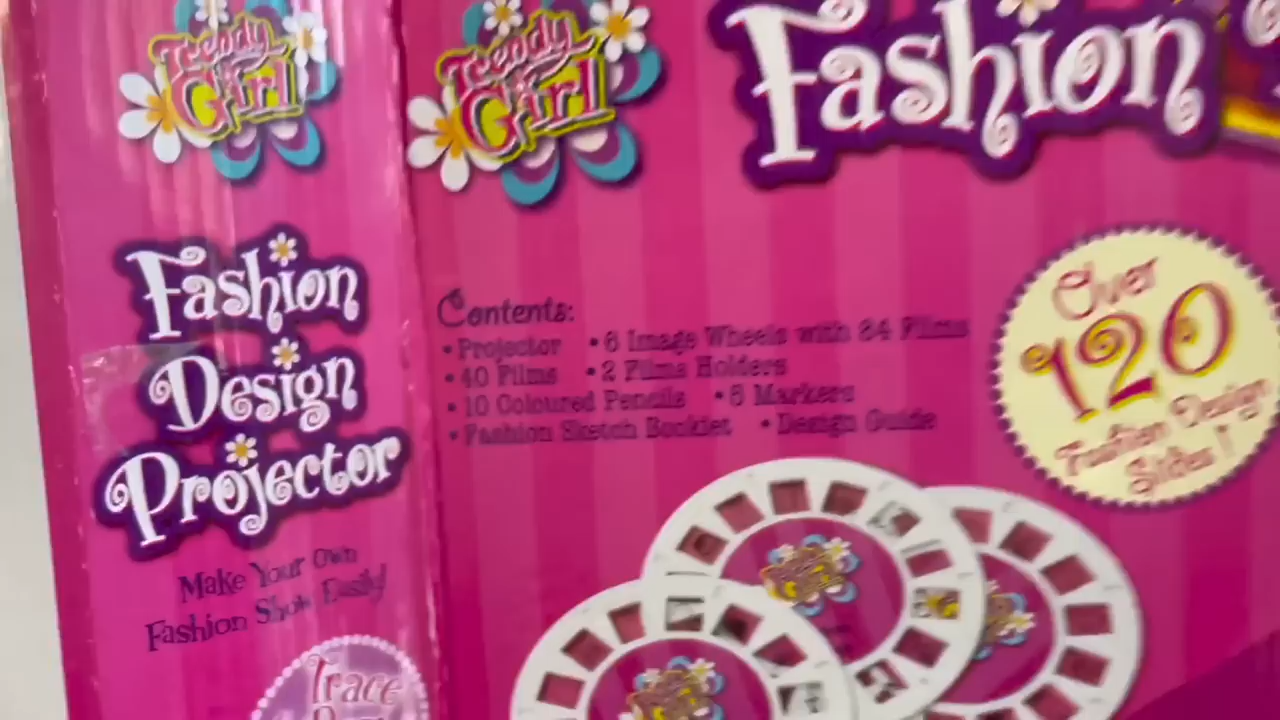 Trendy
Girl
Fashion
Design
Projector
Make Your Own
Fashion Show Easily!
Trace
Trendy
Girl
Fashion
Contents:
• Projector • 6 Image Wheels with 84 Films
• 40 Films • 2 Films Holders
• 10 Coloured Pencils • 6 Markers
• Fashion Sketch Booklet • Design Guide
Over
120
Fashion Design
Slides !